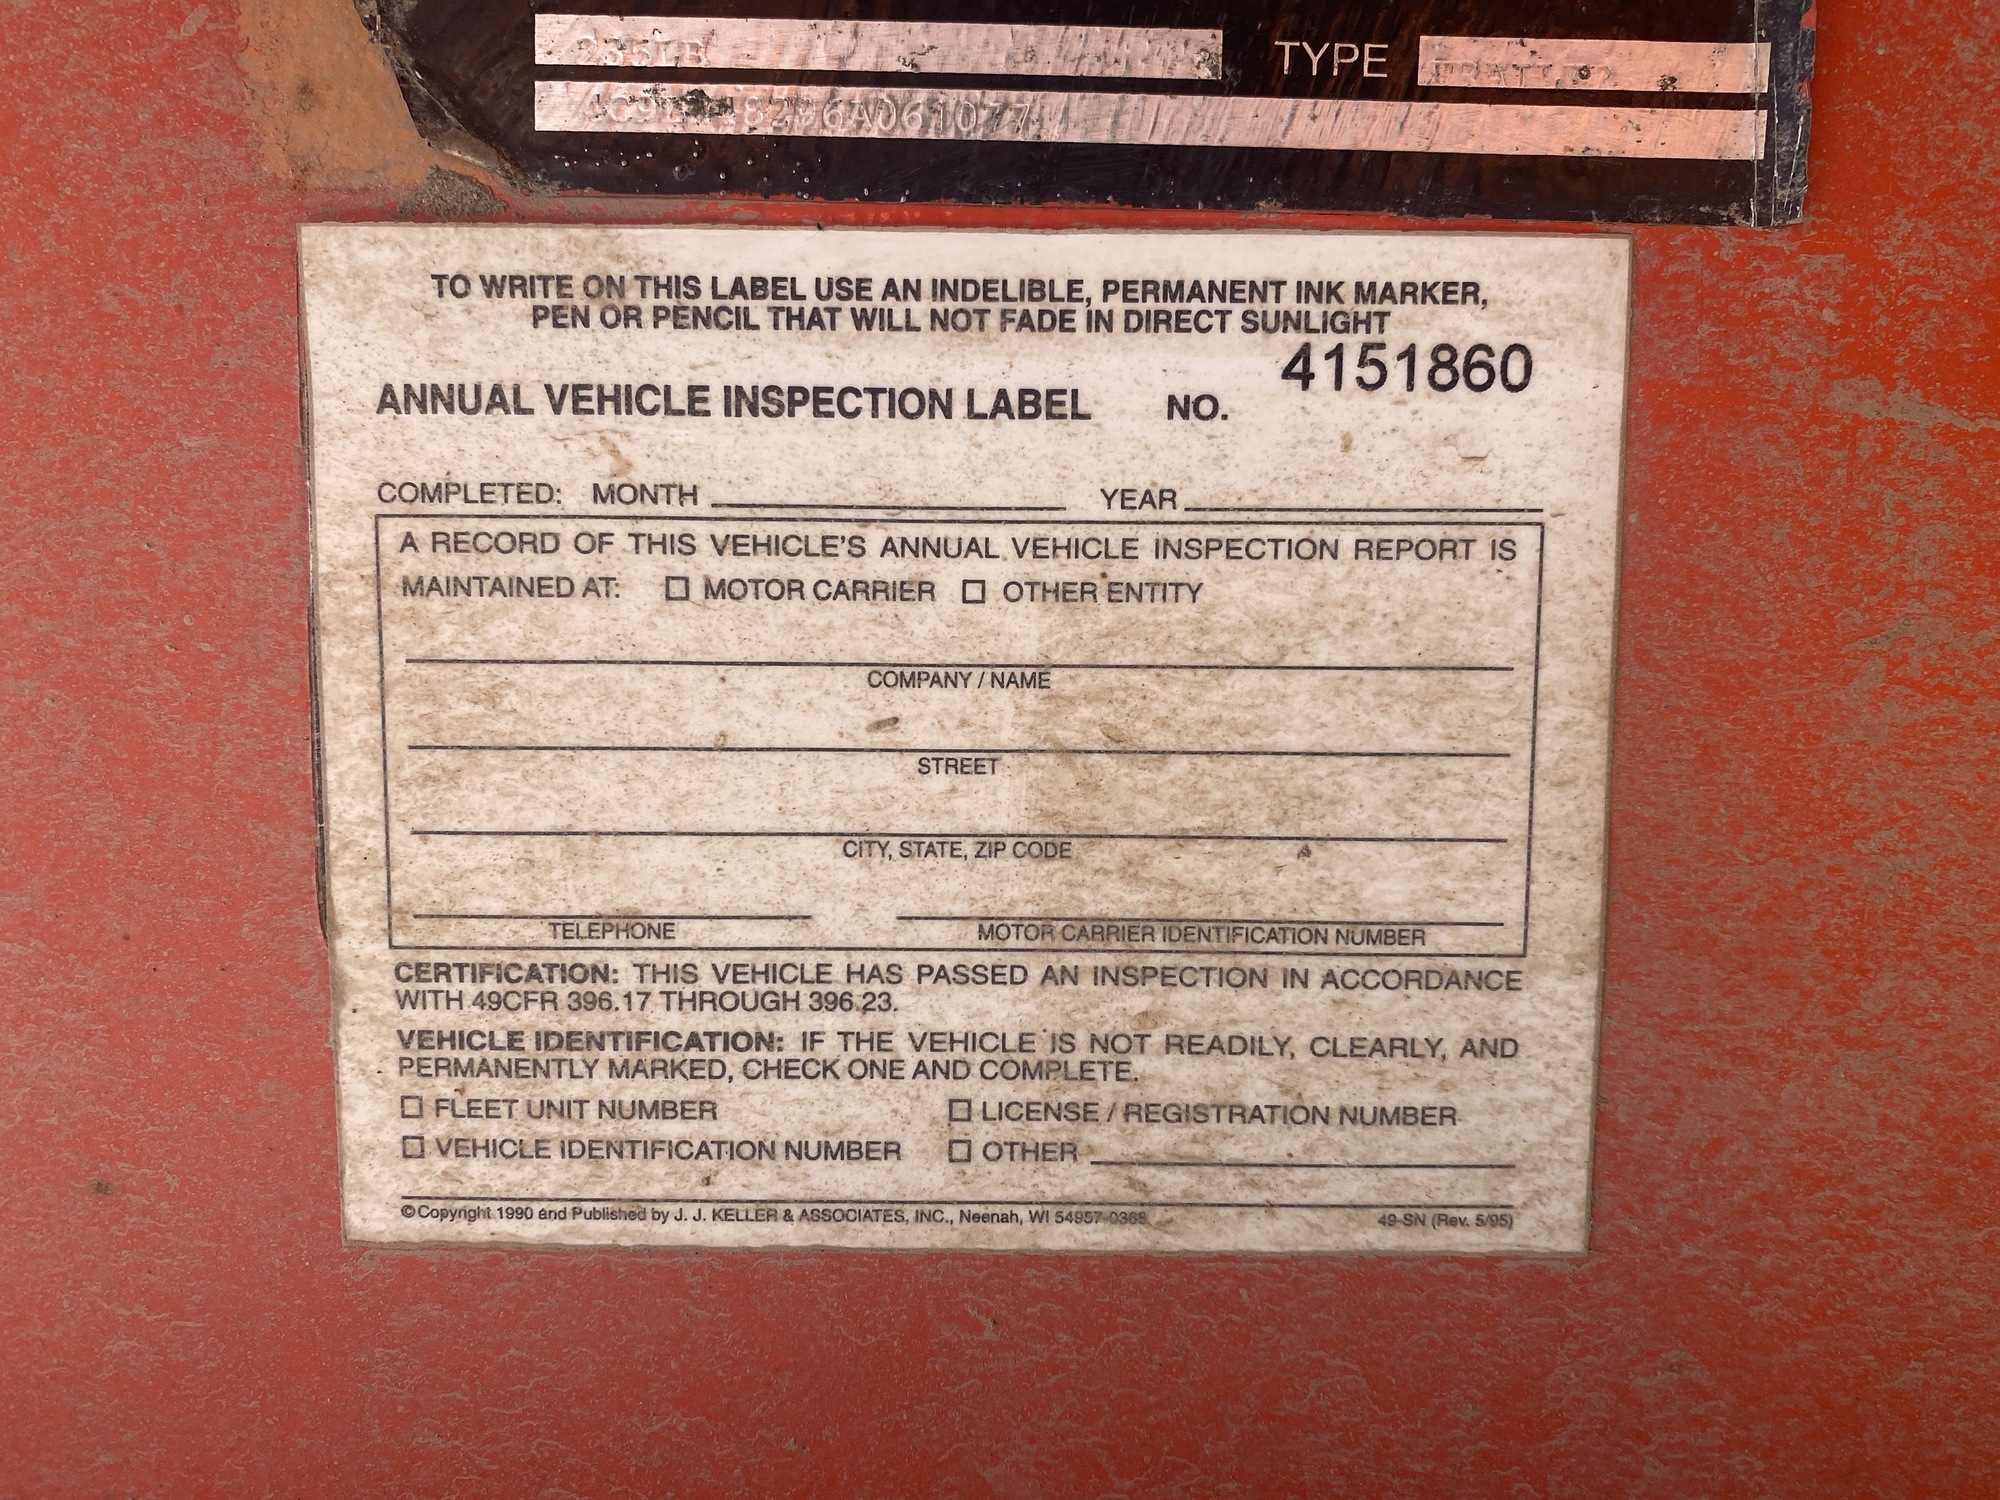 TYPE
TO WRITE ON THIS LABEL USE AN INDELIBLE, PERMANENT INK MARKER,
PEN OR PENCIL THAT WILL NOT FADE IN DIRECT SUNLIGHT
4151860
ANNUAL VEHICLE INSPECTION LABEL NO.
COMPLETED: MONTH YEAR
A RECORD OF THIS VEHICLE'S ANNUAL VEHICLE INSPECTION REPORT IS
MAINTAINED AT: ☐ MOTOR CARRIER ☐ OTHER ENTITY
COMPANY / NAME
STREET
CITY, STATE, ZIP CODE
TELEPHONE MOTOR CARRIER IDENTIFICATION NUMBER
CERTIFICATION: THIS VEHICLE HAS PASSED AN INSPECTION IN ACCORDANCE
WITH 49CFR 396.17 THROUGH 396.23.
VEHICLE IDENTIFICATION: IF THE VEHICLE IS NOT READILY, CLEARLY, AND
PERMANENTLY MARKED, CHECK ONE AND COMPLETE.
☐ FLEET UNIT NUMBER ☐ LICENSE / REGISTRATION NUMBER
☐ VEHICLE IDENTIFICATION NUMBER ☐ OTHER
© Copyright 1990 and Published by J. J. KELLER & ASSOCIATES, INC., Neenah, WI 54957-0368 49-SN (Rev. 5/95)